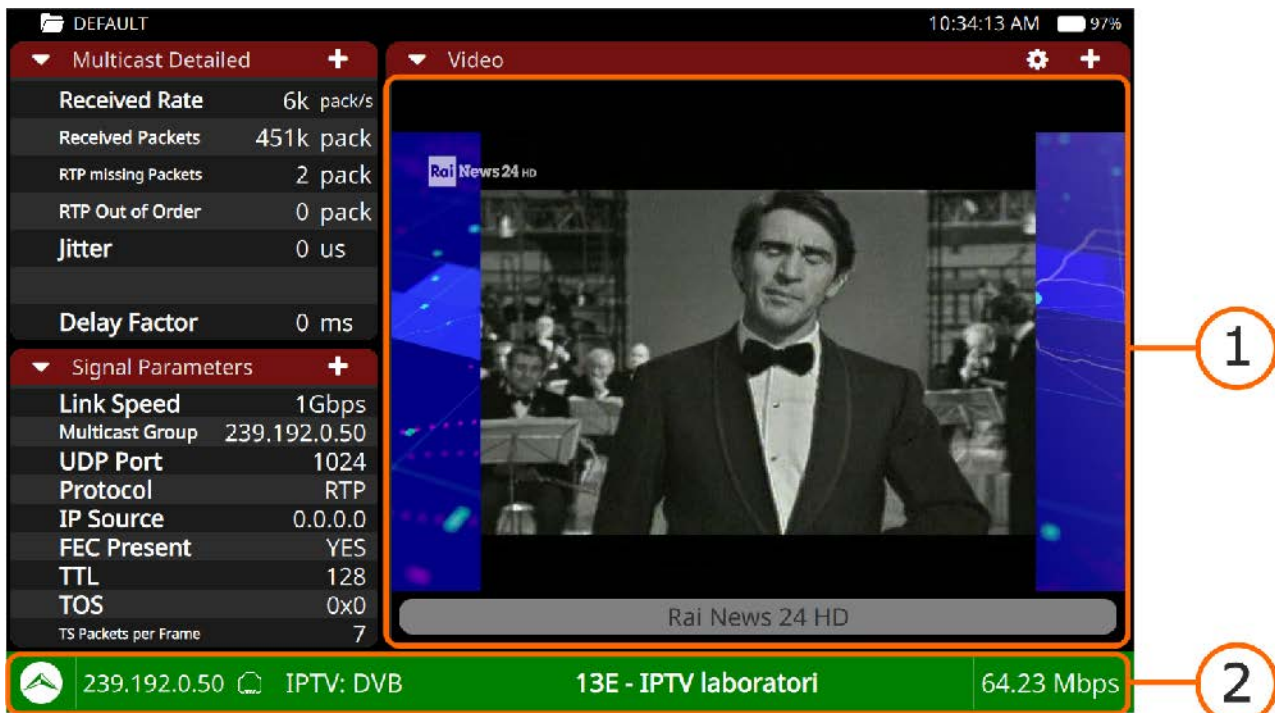 DEFAULT 10:34:13 AM 97%
Multicast Detailed +
Received Rate 6k pack/s
Received Packets 451k pack
RTP missing Packets 2 pack
RTP Out of Order 0 pack
Jitter 0 us
Delay Factor 0 ms
Signal Parameters +
Link Speed 1Gbps
Multicast Group 239.192.0.50
UDP Port 1024
Protocol RTP
IP Source 0.0.0.0
FEC Present YES
TTL 128
TOS 0x0
TS Packets per Frame 7
Video +
Rai News 24 HD
Rai News 24 HD
1
239.192.0.50 IPTV: DVB 13E - IPTV laboratori 64.23 Mbps
2